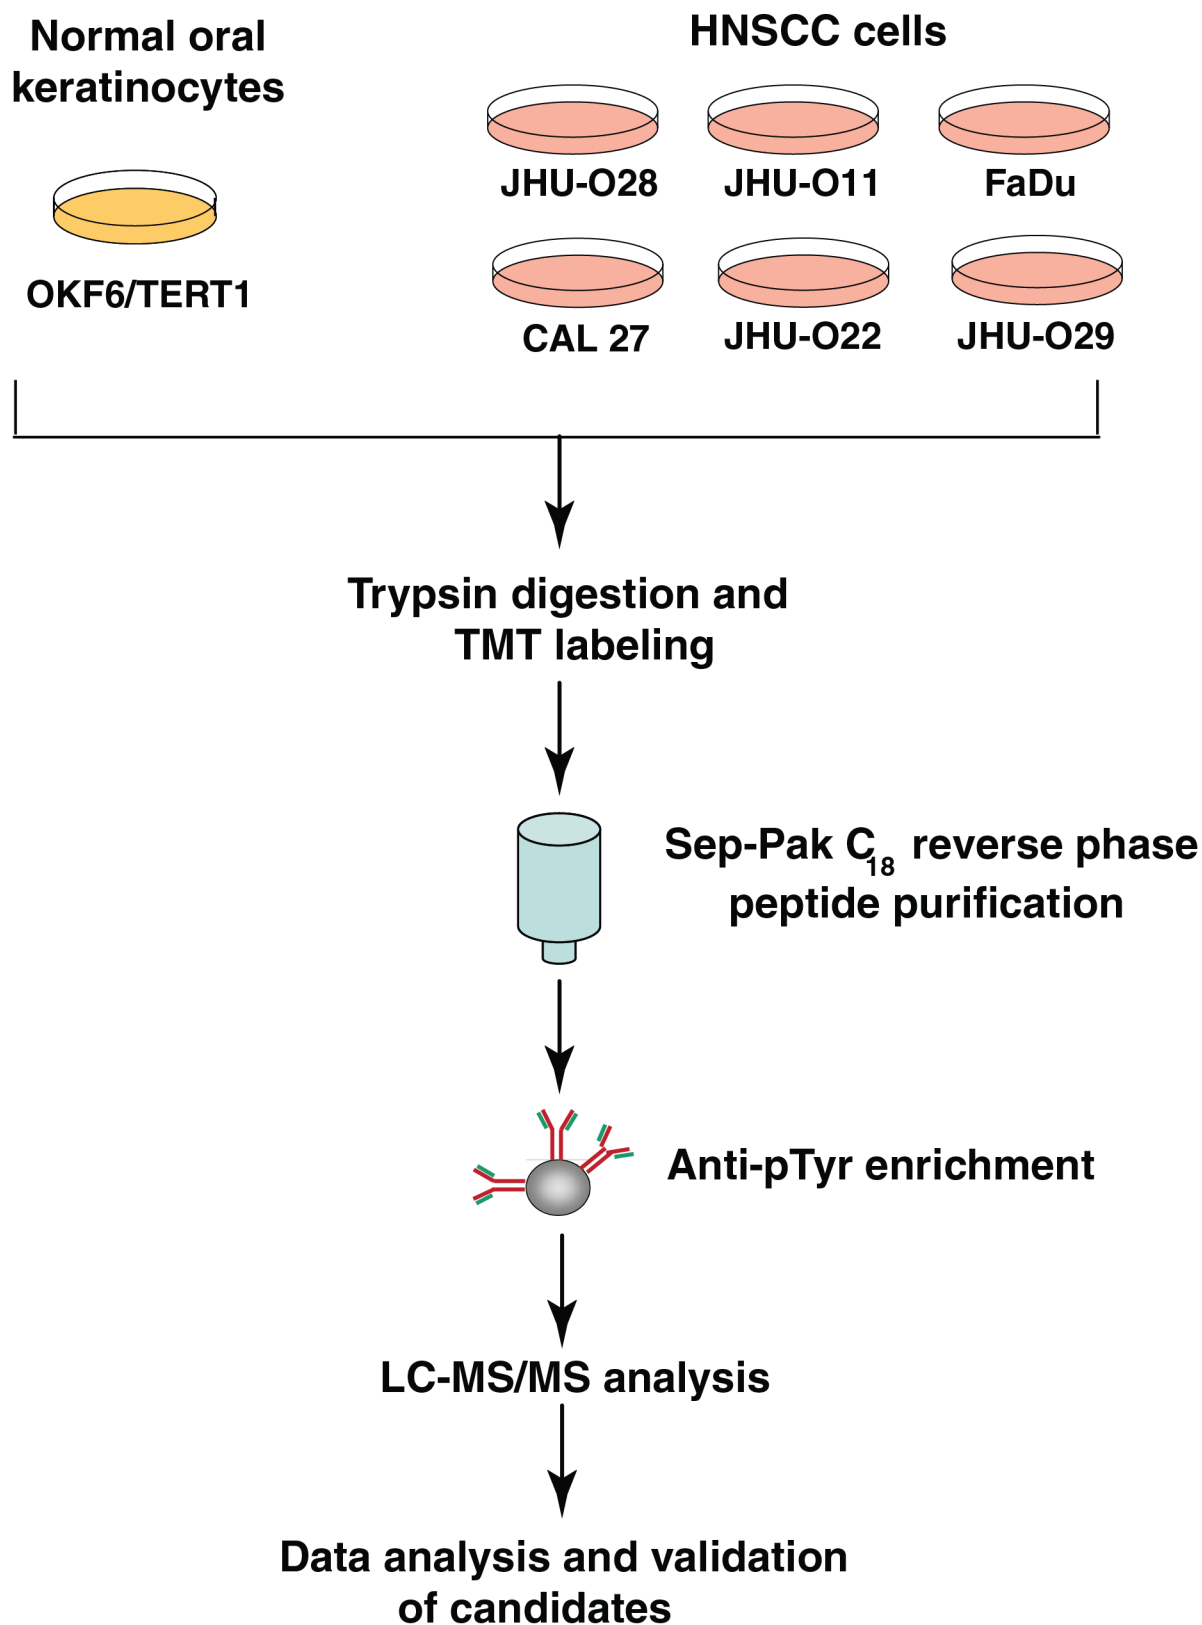 Normal oral
keratinocytes
HNSCC cells
JHU-O28
JHU-O11
FaDu
OKF6/TERT1
CAL 27
JHU-O22
JHU-O29
Trypsin digestion and
TMT labeling
Sep-Pak C18 reverse phase
peptide purification
Anti-pTyr enrichment
LC-MS/MS analysis
Data analysis and validation
of candidates